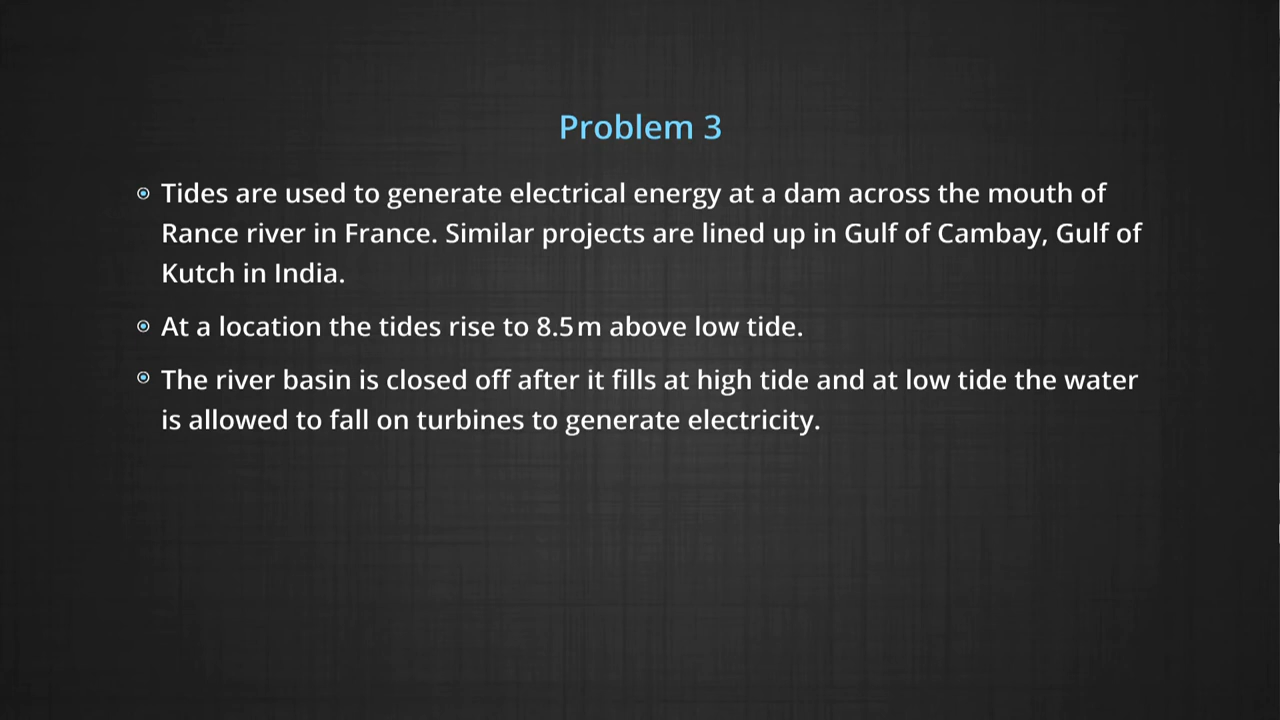 Problem 3
Tides are used to generate electrical energy at a dam across the mouth of
Rance river in France. Similar projects are lined up in Gulf of Cambay, Gulf of
Kutch in India.
At a location the tides rise to 8.5 m above low tide.
The river basin is closed off after it fills at high tide and at low tide the water
is allowed to fall on turbines to generate electricity.